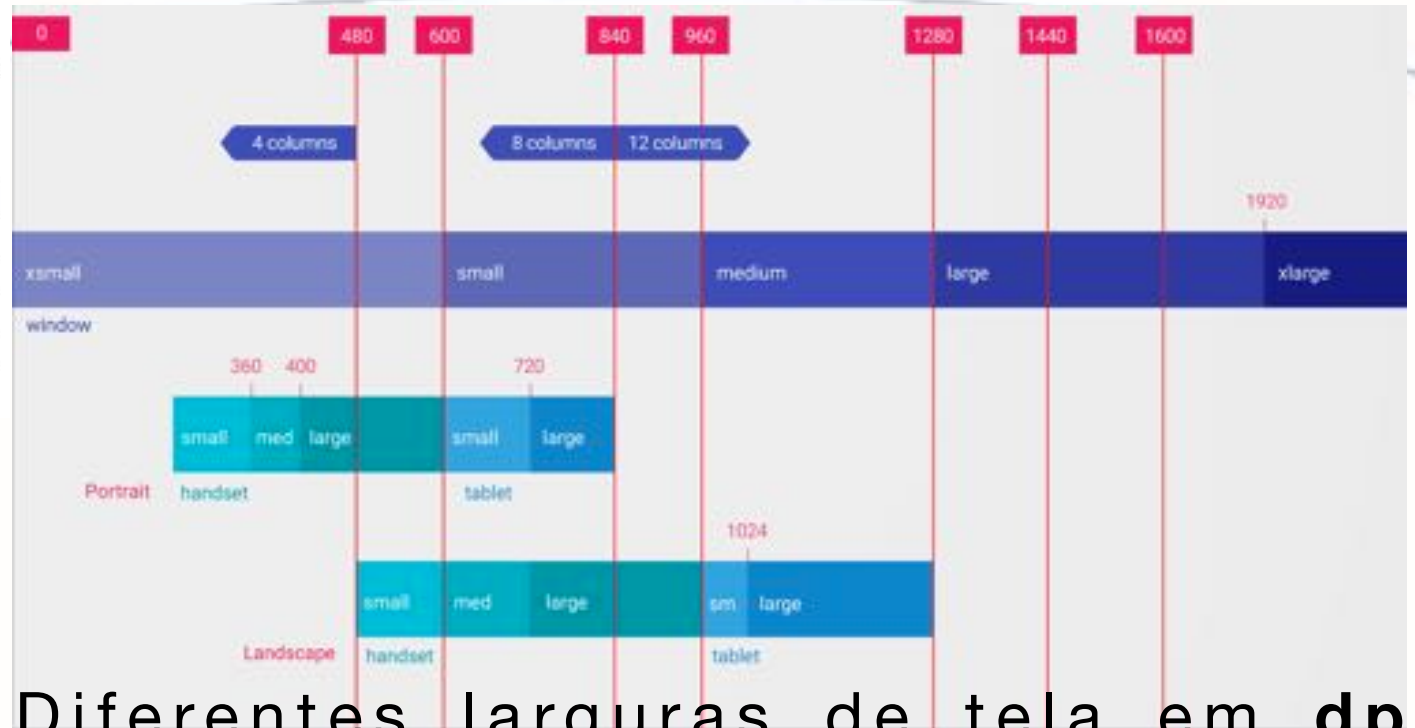 0 480 600 840 960 1280 1440 1600
4 columns 8 columns 12 columns
1920
xsmall small medium large xlarge
window
360 400 720
small med large small large
Portrait handset tablet
1024
small med large sm large
Landscape handset tablet
Diferentes larguras de tela em dp